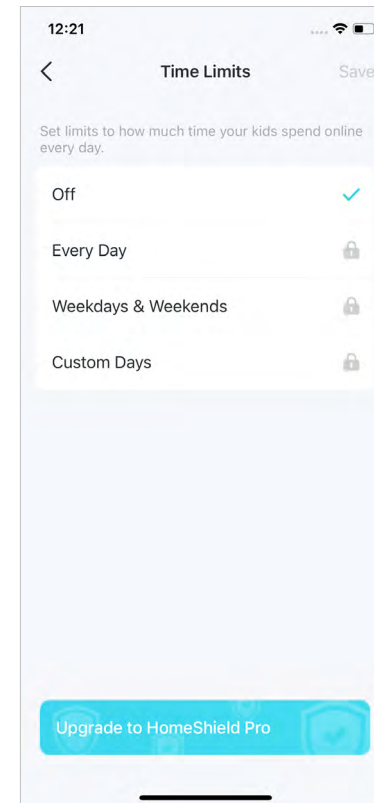 12:21
Time Limits
Save
Set limits to how much time your kids spend online
every day.
Off
Every Day
Weekdays & Weekends
Custom Days
Upgrade to HomeShield Pro